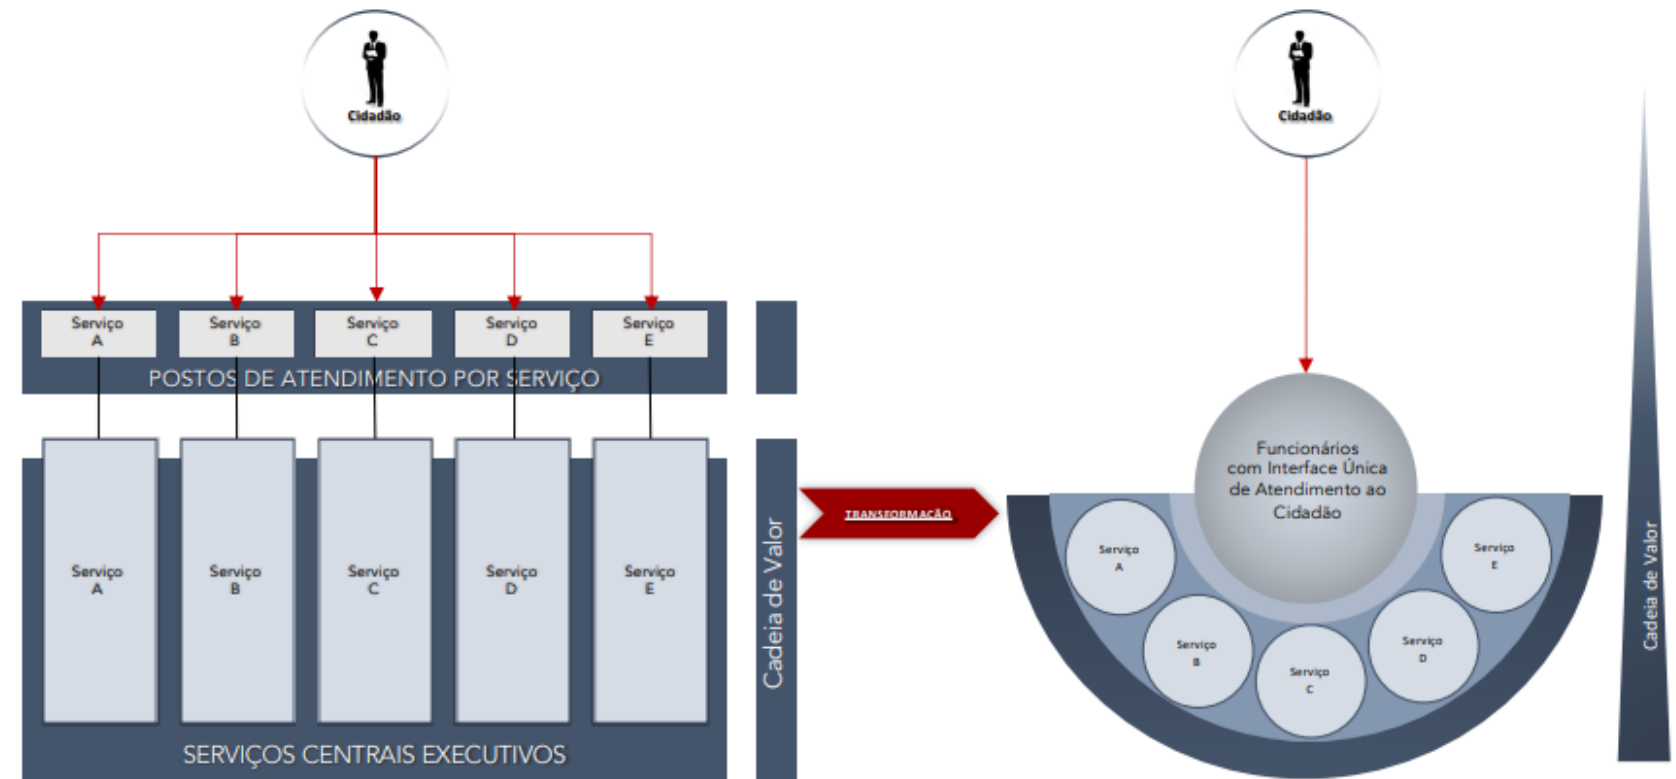 Cidadão
Serviço
A
Serviço
B
Serviço
C
Serviço
D
Serviço
E
POSTOS DE ATENDIMENTO POR SERVIÇO
Serviço
A
Serviço
B
Serviço
C
Serviço
D
Serviço
E
SERVIÇOS CENTRAIS EXECUTIVOS
Cadeia de Valor
TRANSFORMAÇÃO
Cidadão
Funcionários
com Interface Única
de Atendimento ao
Cidadão
Serviço
A
Serviço
B
Serviço
C
Serviço
D
Serviço
E
Cadeia de Valor